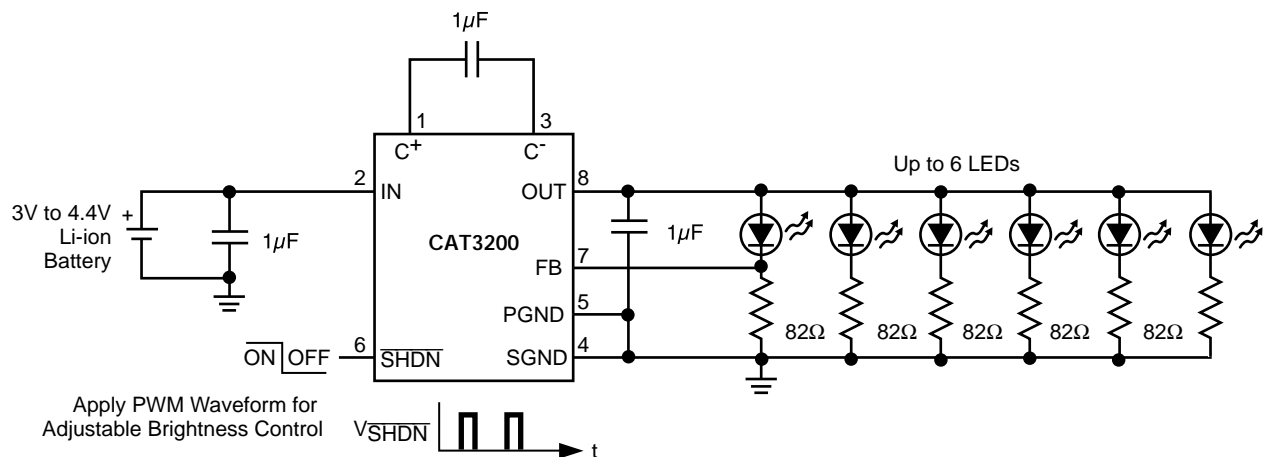 1µF
1
3
C+
C-
2
IN
OUT
8
Up to 6 LEDs
3V to 4.4V
Li-ion
Battery
+
1µF
CAT3200
1µF
FB
7
PGND
5
82Ω
82Ω
82Ω
82Ω
82Ω
ON
OFF
6
SHDN
SGND
4
Apply PWM Waveform for
Adjustable Brightness Control
VSHDN
t